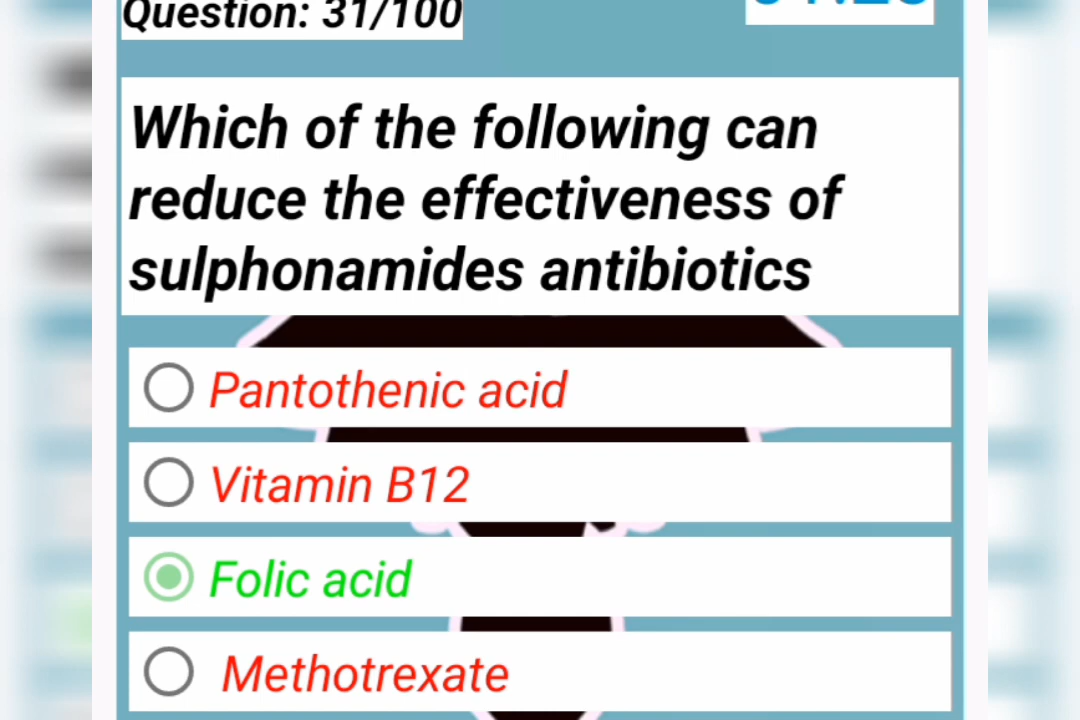 Question: 31/100
Which of the following can
reduce the effectiveness of
sulphonamides antibiotics
Pantothenic acid
Vitamin B12
Folic acid
Methotrexate